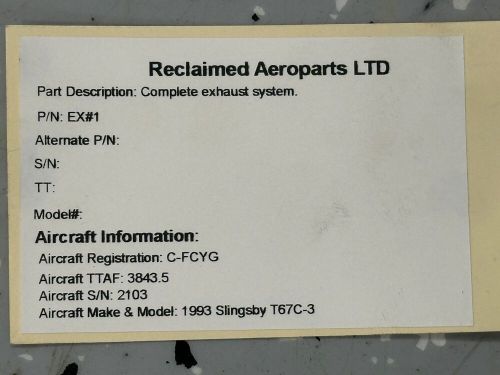 Reclaimed Aeroparts LTD
Part Description: Complete exhaust system.
P/N: EX#1
Alternate P/N:
S/N:
TT:
Model#:
Aircraft Information:
Aircraft Registration: C-FCYG
Aircraft TTAF: 3843.5
Aircraft S/N: 2103
Aircraft Make & Model: 1993 Slingsby T67C-3